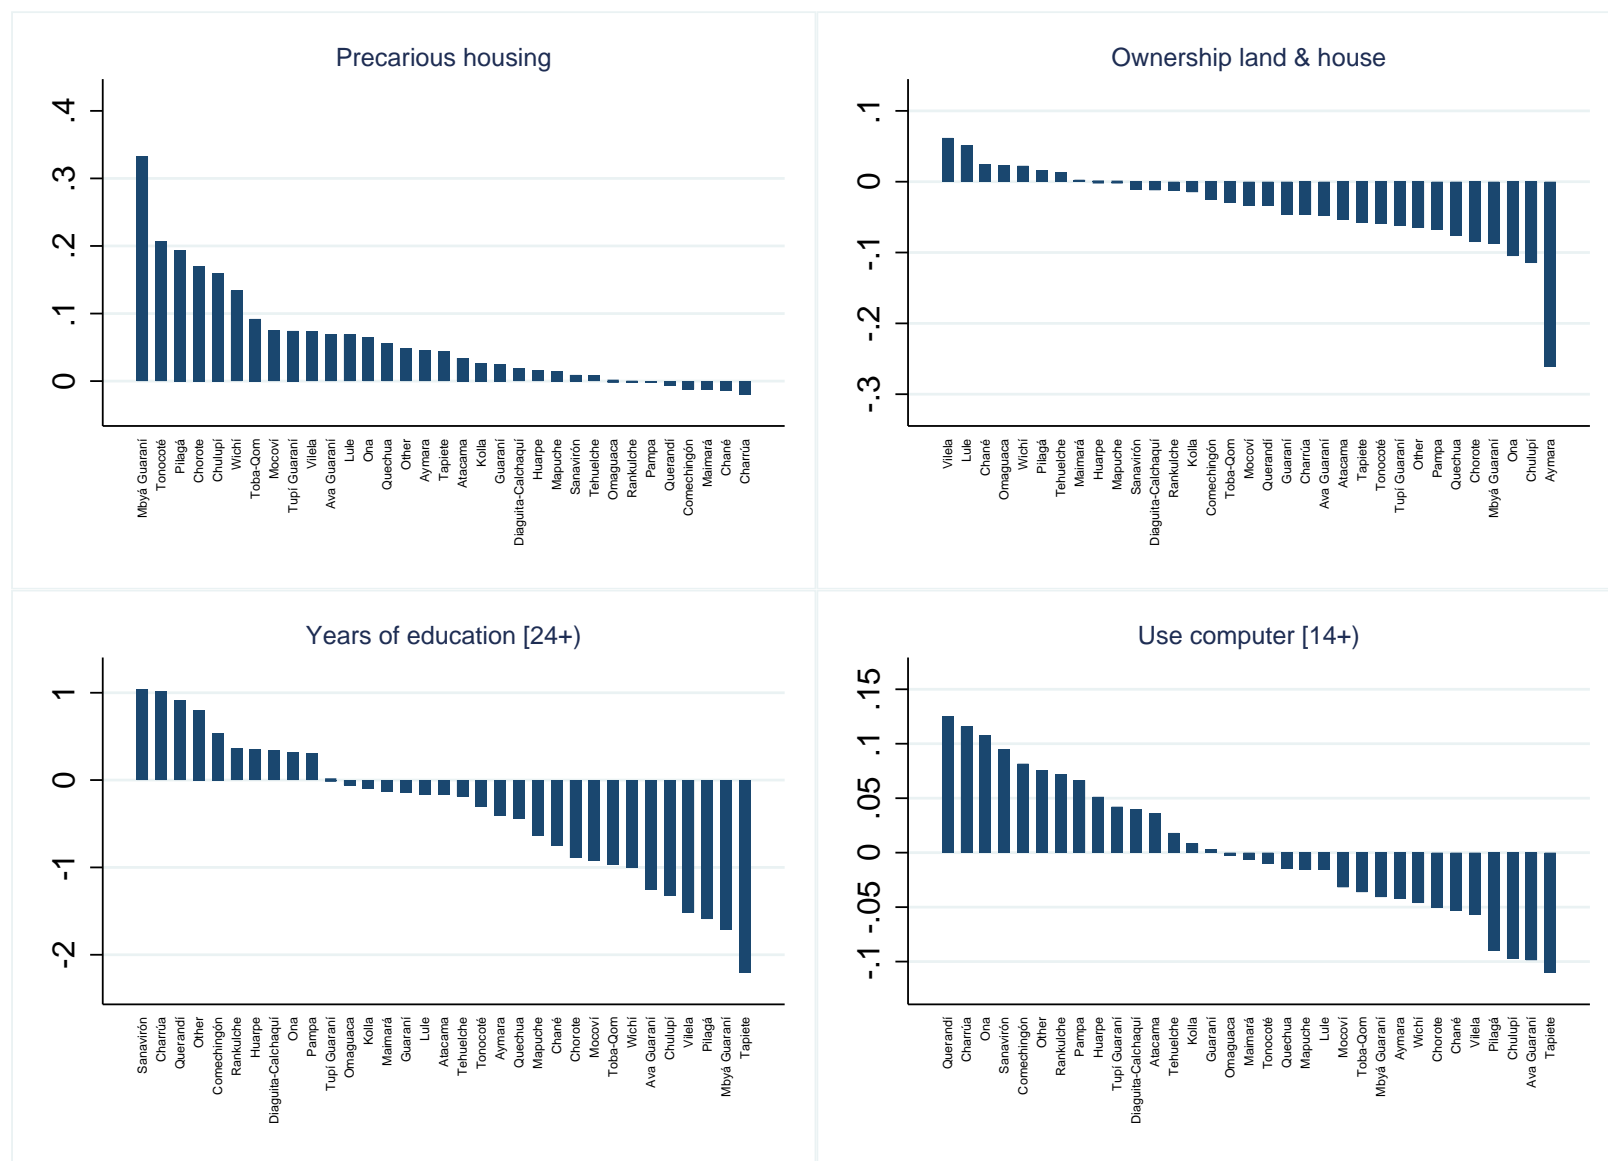 Precarious housing
.4
.3
.2
.1
0
Mbyá Guaraní
Tonocoté
Pilagá
Chorote
Chulupí
Wichí
Toba-Qom
Mocoví
Tupí Guaraní
Vilela
Ava Guaraní
Lule
Ona
Quechua
Other
Aymara
Tapiete
Atacama
Kolla
Guaraní
Diaguita-Calchaquí
Huarpe
Mapuche
Sanavirón
Tehuelche
Omaguaca
Rankulche
Pampa
Querandí
Comechingón
Maimará
Chané
Charrúa
Ownership land & house
.1
0
-.1
-.2
-.3
Vilela
Lule
Chané
Omaguaca
Wichí
Pilagá
Tehuelche
Maimará
Huarpe
Mapuche
Sanavirón
Diaguita-Calchaquí
Rankulche
Kolla
Comechingón
Toba-Qom
Mocoví
Querandí
Guaraní
Charrúa
Ava Guaraní
Atacama
Tapiete
Tonocoté
Tupí Guaraní
Other
Pampa
Quechua
Chorote
Mbyá Guaraní
Ona
Chulupí
Aymara
Years of education [24+)
1
0
-1
-2
Sanavirón
Charrúa
Querandí
Other
Comechingón
Rankulche
Huarpe
Diaguita-Calchaquí
Ona
Pampa
Tupí Guaraní
Omaguaca
Kolla
Maimará
Guaraní
Lule
Atacama
Tehuelche
Tonocoté
Aymara
Quechua
Mapuche
Chané
Chorote
Mocoví
Toba-Qom
Wichí
Ava Guaraní
Chulupí
Vilela
Pilagá
Mbyá Guaraní
Tapiete
Use computer [14+)
.15
.1
.05
0
-.05
-.1
Querandí
Charrúa
Ona
Sanavirón
Comechingón
Other
Rankulche
Pampa
Huarpe
Tupí Guaraní
Diaguita-Calchaquí
Atacama
Tehuelche
Kolla
Guaraní
Omaguaca
Maimará
Tonocoté
Quechua
Mapuche
Lule
Mocoví
Toba-Qom
Mbyá Guaraní
Aymara
Wichí
Chorote
Chané
Vilela
Pilagá
Chulupí
Ava Guaraní
Tapiete